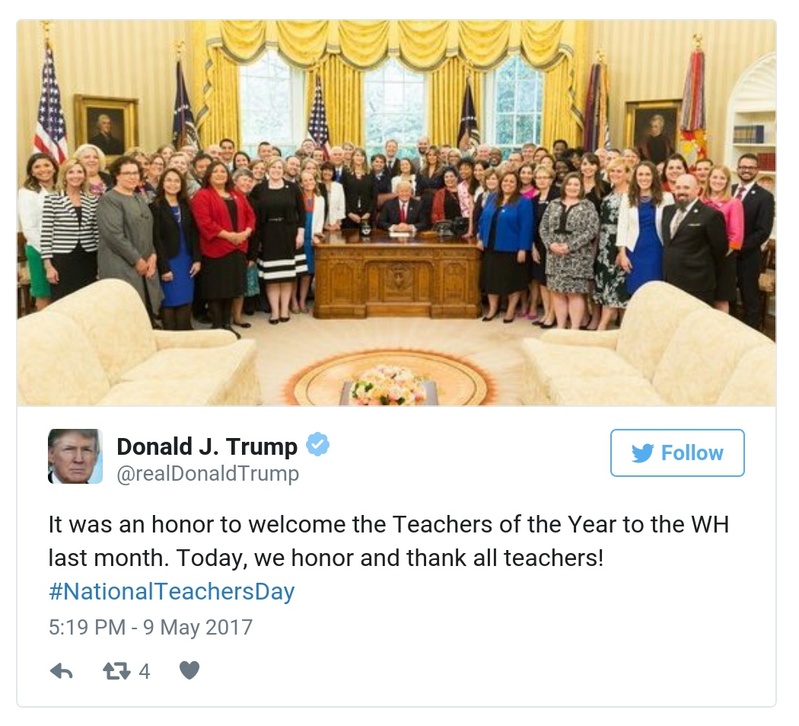 Donald J. Trump
Follow
@realDonaldTrump
It was an honor to welcome the Teachers of the Year to the WH
last month. Today, we honor and thank all teachers!
#NationalTeachersDay
5:19 PM - 9 May 2017
4